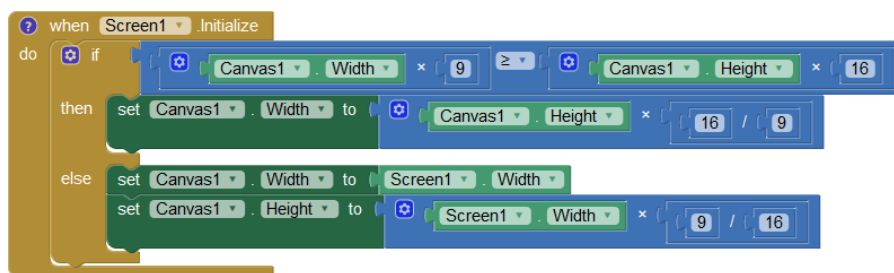 ? when Screen1 .Initialize
do if Canvas1 . Width × 9 ≥ Canvas1 . Height × 16
then set Canvas1 . Width to Canvas1 . Height × 16 / 9
else set Canvas1 . Width to Screen1 . Width
set Canvas1 . Height to Screen1 . Width × 9 / 16